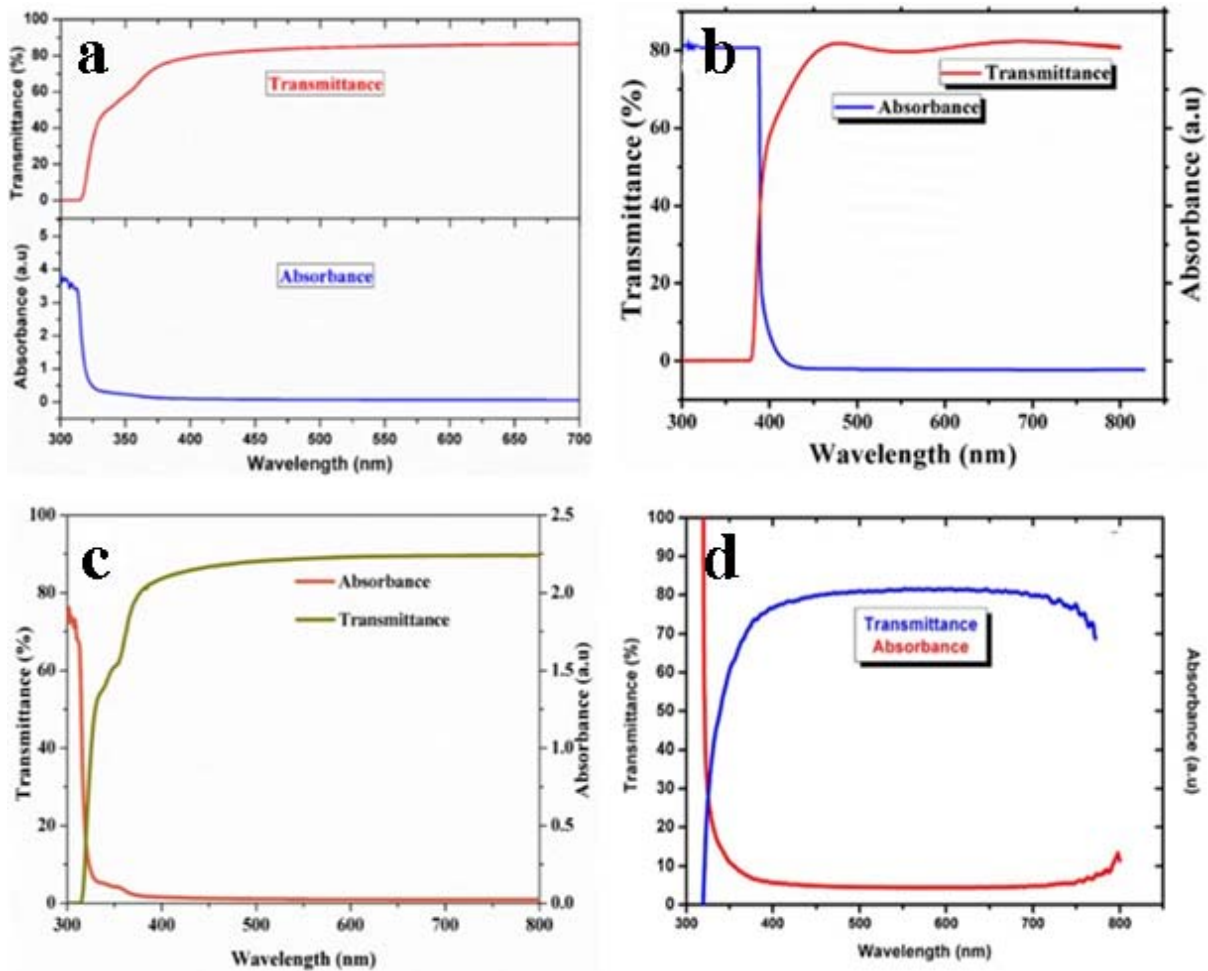 a
Transmittance (%)
100
80
60
40
20
0
Transmittance
Absorbance (a.u)
5
4
3
2
1
0
Absorbance
300 350 400 450 500 550 600 650 700
Wavelength (nm)
b
Transmittance (%)
80
60
40
20
0
Transmittance
Absorbance
Absorbance (a.u)
300 400 500 600 700 800
Wavelength (nm)
c
Transmittance (%)
100
80
60
40
20
0
Absorbance
Transmittance
2.5
2.0
1.5
1.0
0.5
0.0
Absorbance (a.u)
300 400 500 600 700 800
Wavelength (nm)
d
Transmittance (%)
100
90
80
70
60
50
40
30
20
10
0
Transmittance
Absorbance
Absorbance (a.u)
300 400 500 600 700 800
Wavelength (nm)